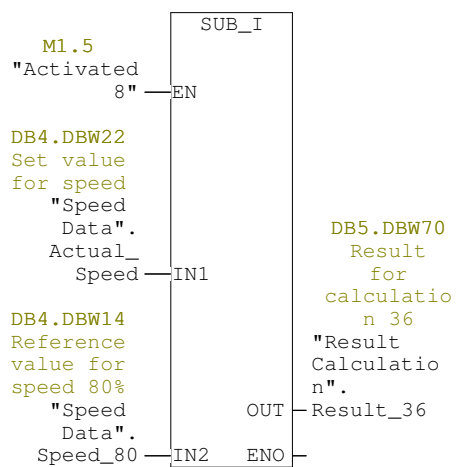 SUB_I
M1.5
"Activated
8"
EN
DB4.DBW22
Set value
for speed
"Speed
Data".
Actual_
Speed
IN1
DB4.DBW14
Reference
value for
speed 80%
"Speed
Data".
Speed_80
IN2
DB5.DBW70
Result
for
calculatio
n 36
"Result
Calculatio
n".
OUT
Result_36
ENO